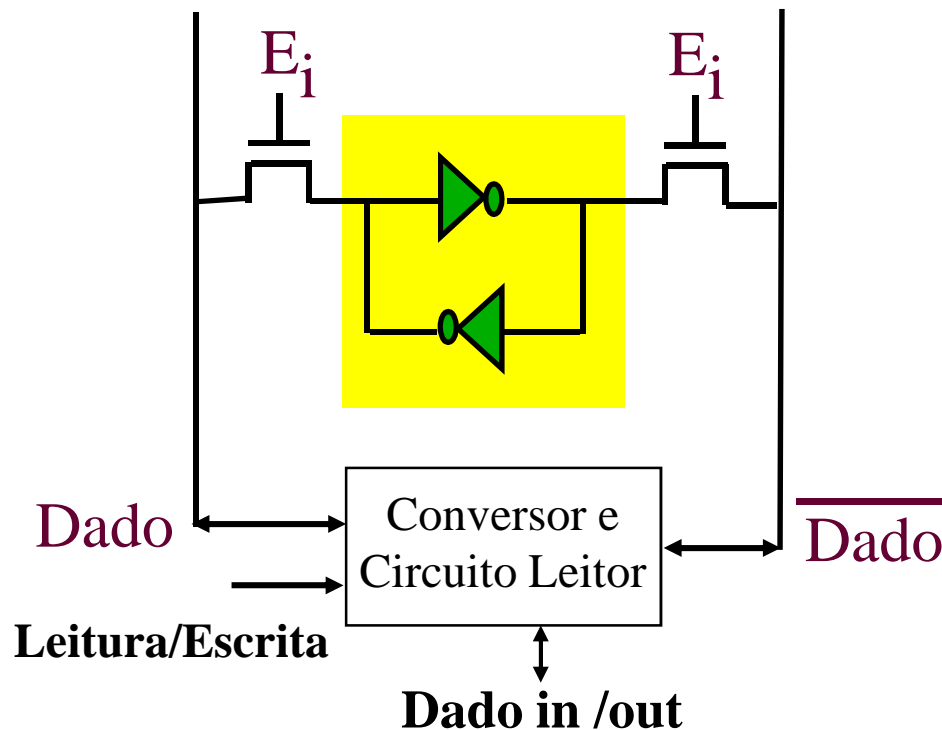 Ei Ei
Dado
Conversor e
Circuito Leitor
Dado
Leitura/Escrita
Dado in /out